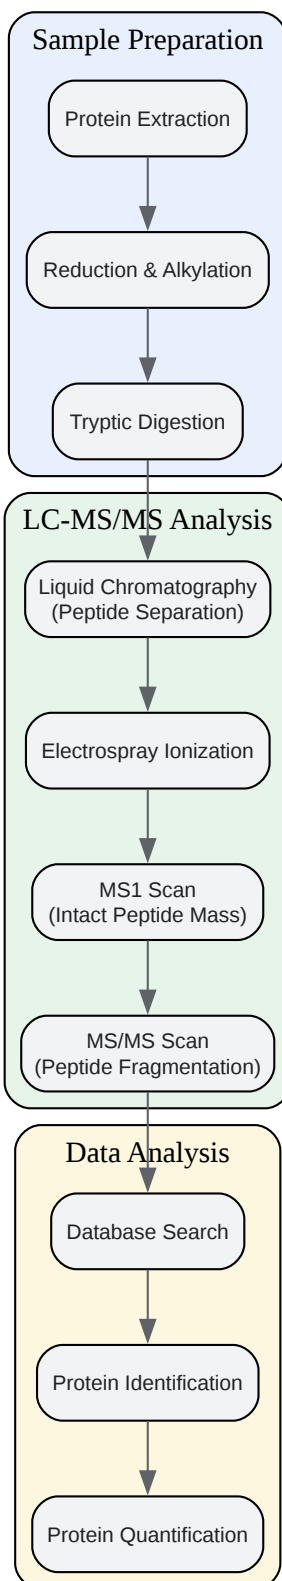 Sample Preparation
Protein Extraction
Reduction & Alkylation
Tryptic Digestion
LC-MS/MS Analysis
Liquid Chromatography
(Peptide Separation)
Electrospray Ionization
MS1 Scan
(Intact Peptide Mass)
MS/MS Scan
(Peptide Fragmentation)
Data Analysis
Database Search
Protein Identification
Protein Quantification